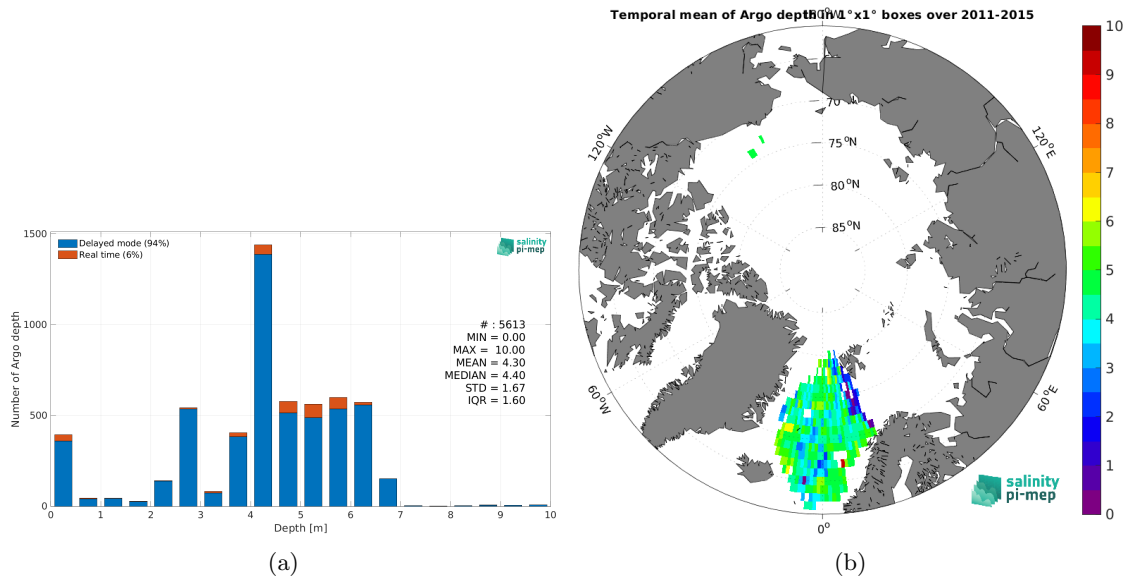 Temporal mean of Argo depth in 1°x1° boxes over 2011-2015
180°W
1500
1000
500
0
Number of Argo depth
Delayed mode (94%)
Real time (6%)
salinity
pi-mep
# : 5613
MIN = 0.00
MAX = 10.00
MEAN = 4.30
MEDIAN = 4.40
STD = 1.67
IQR = 1.60
0 1 2 3 4 5 6 7 8 9 10
Depth [m]
(a)
120°W
70°N
75°N
80°N
85°N
120°E
60°W
60°E
0°
salinity
pi-mep
10
9
8
7
6
5
4
3
2
1
0
(b)